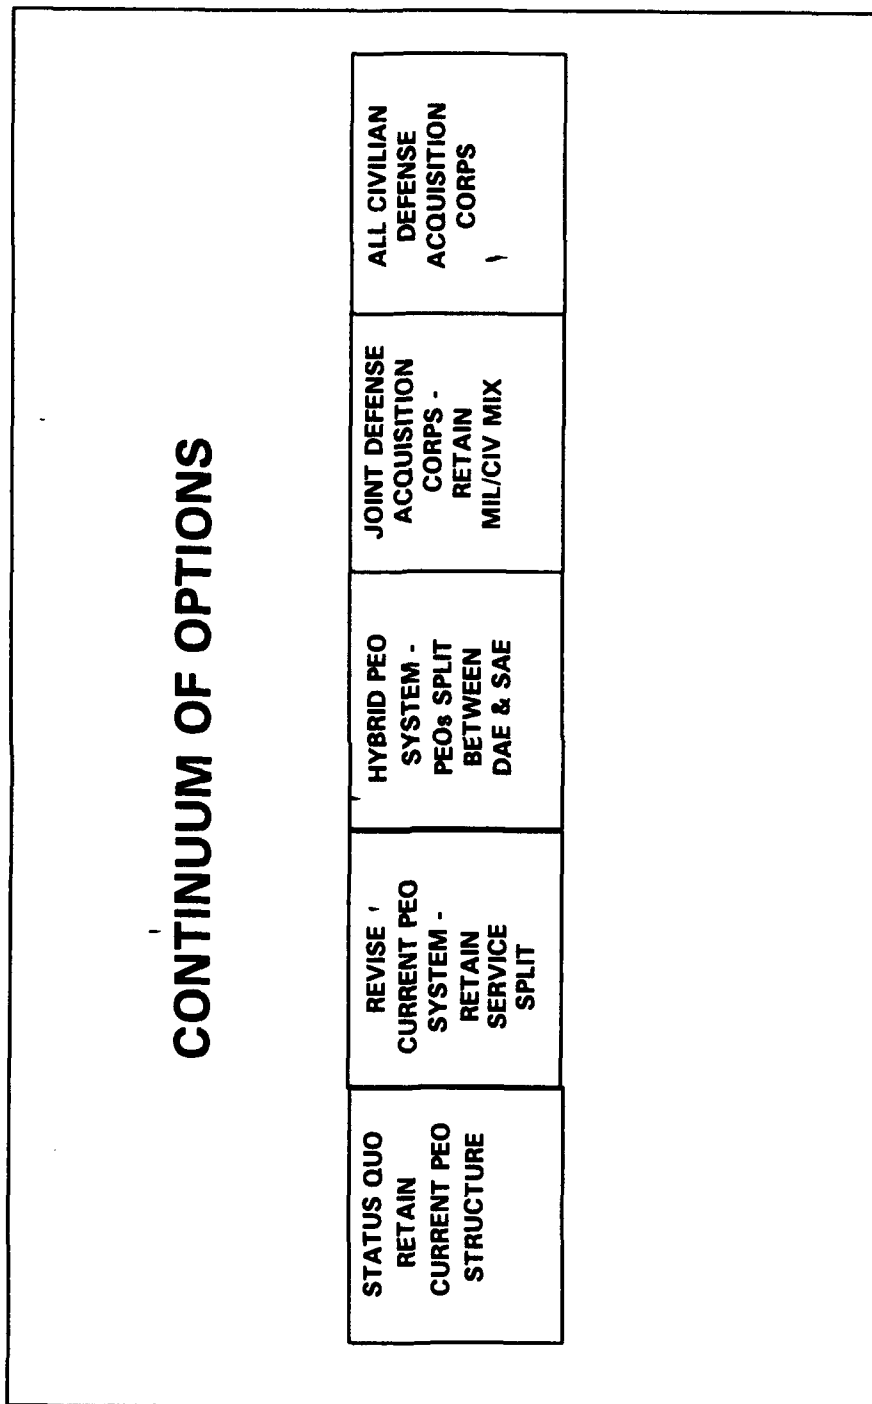 CONTINUUM OF OPTIONS
STATUS QUO
RETAIN
CURRENT PEO
STRUCTURE
REVISE
CURRENT PEO
SYSTEM -
RETAIN
SERVICE
SPLIT
HYBRID PEO
SYSTEM -
PEOs SPLIT
BETWEEN
DAE & SAE
JOINT DEFENSE
ACQUISITION
CORPS -
RETAIN
MIL/CIV MIX
ALL CIVILIAN
DEFENSE
ACQUISITION
CORPS